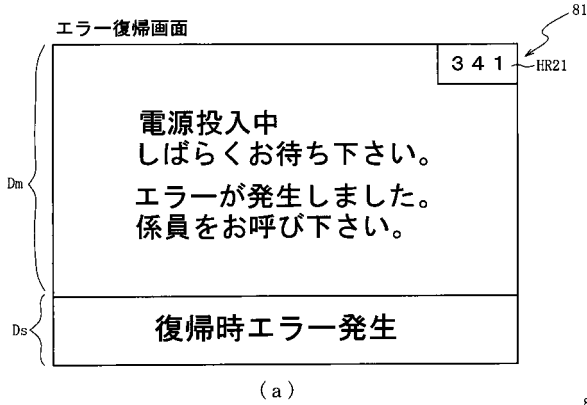 エラー復帰画面
81
341
HR21
電源投入中
しばらくお待ち下さい。
エラーが発生しました。
係員をお呼び下さい。
Dm
復帰時エラー発生
Ds
(a)